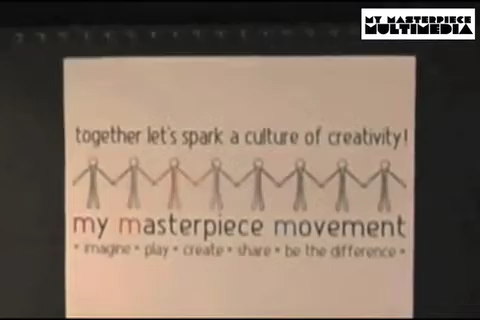 MY MASTERPIECE
MULTIMEDIA
together let's spark a culture of creativity!
my masterpiece movement
• imagine • play • create • share • be the difference •